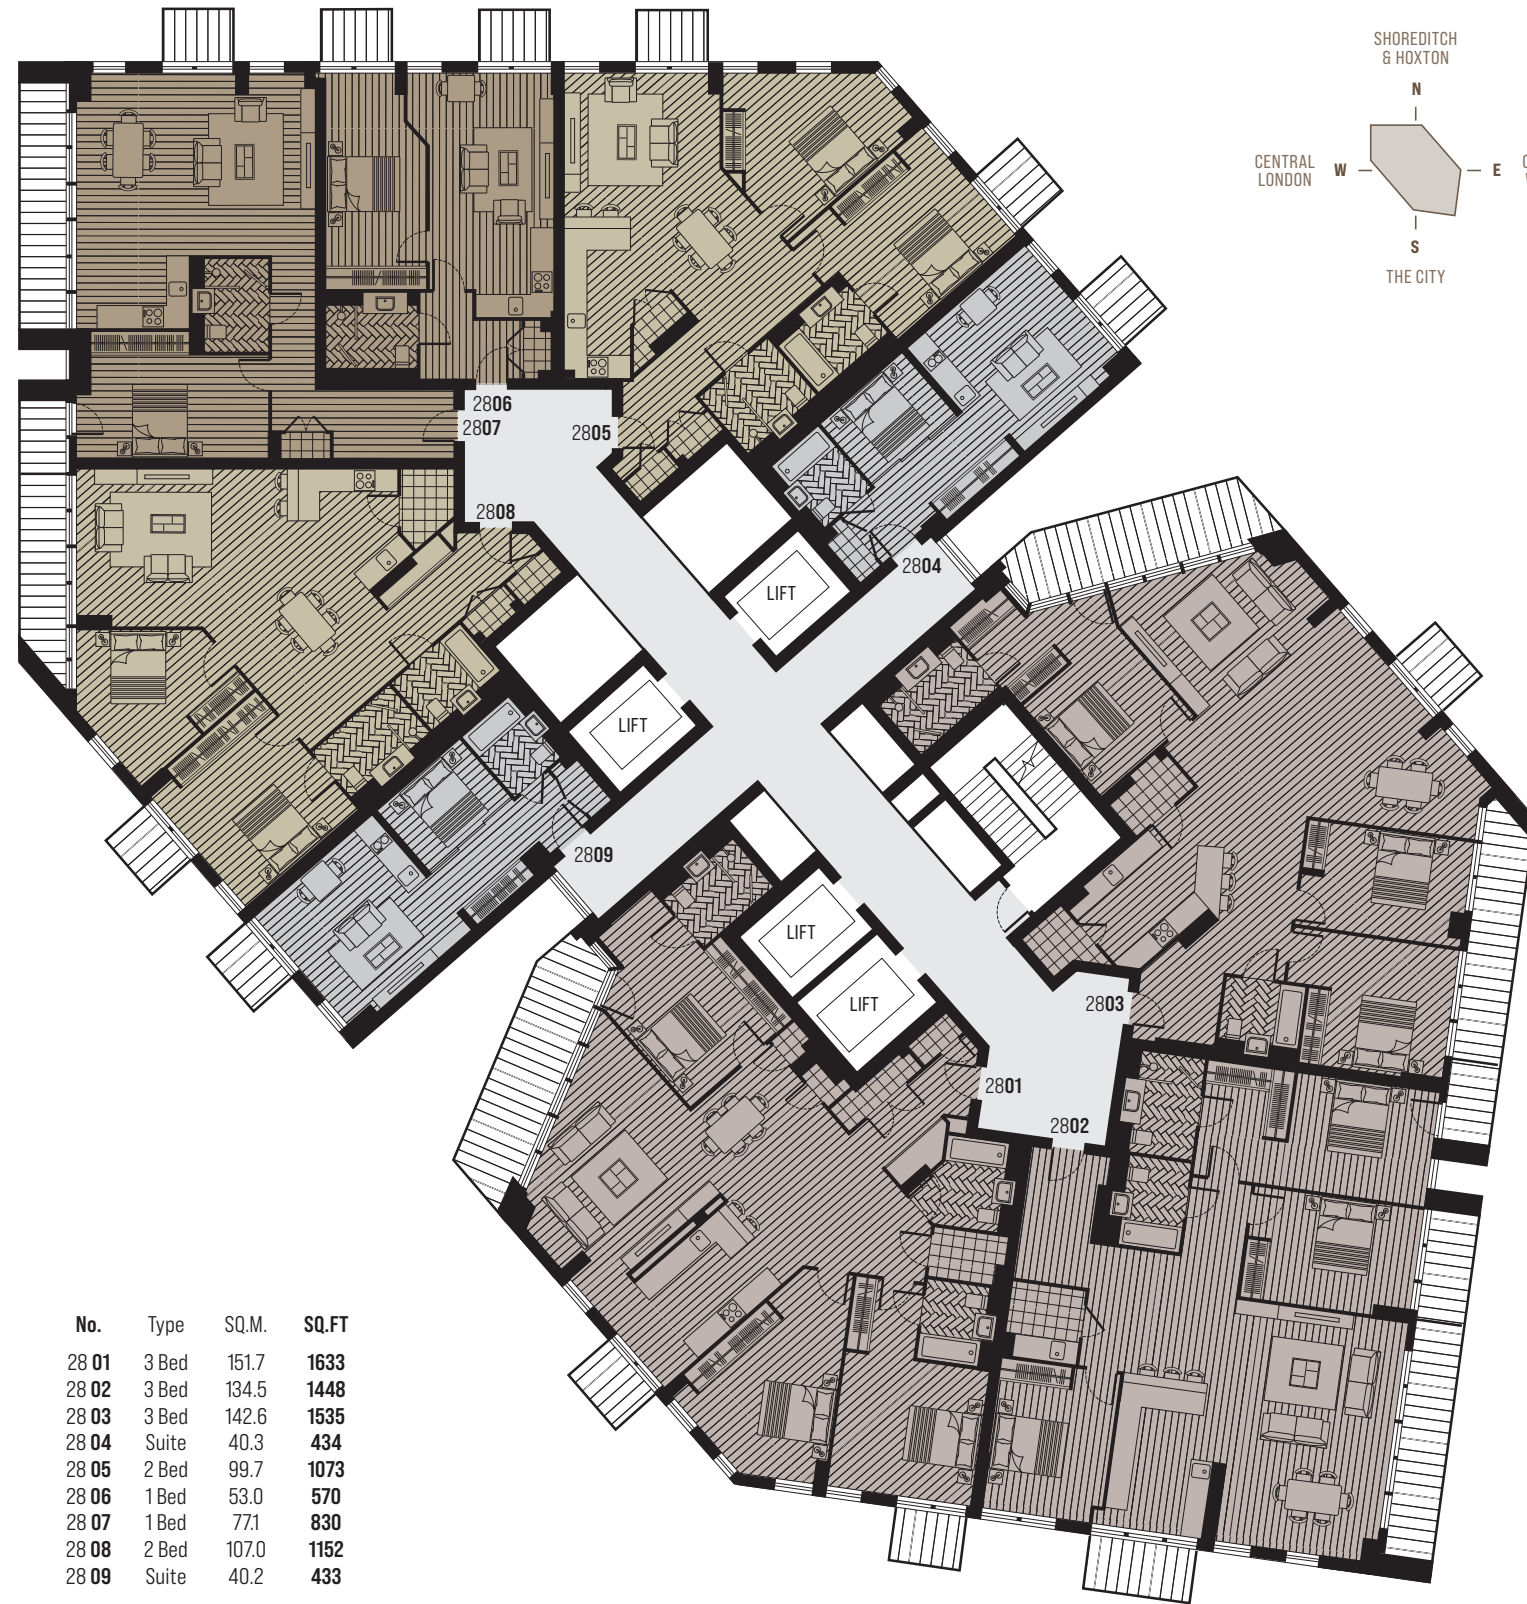 SHOREDITCH
& HOXTON
N
CENTRAL
LONDON
W
E
S
THE CITY
2806
2807
2805
2808
2804
LIFT
LIFT
2809
LIFT
LIFT
2803
2801
2802
No. Type SQ.M. SQ.FT
28 01 3 Bed 151.7 1633
28 02 3 Bed 134.5 1448
28 03 3 Bed 142.6 1535
28 04 Suite 40.3 434
28 05 2 Bed 99.7 1073
28 06 1 Bed 53.0 570
28 07 1 Bed 77.1 830
28 08 2 Bed 107.0 1152
28 09 Suite 40.2 433